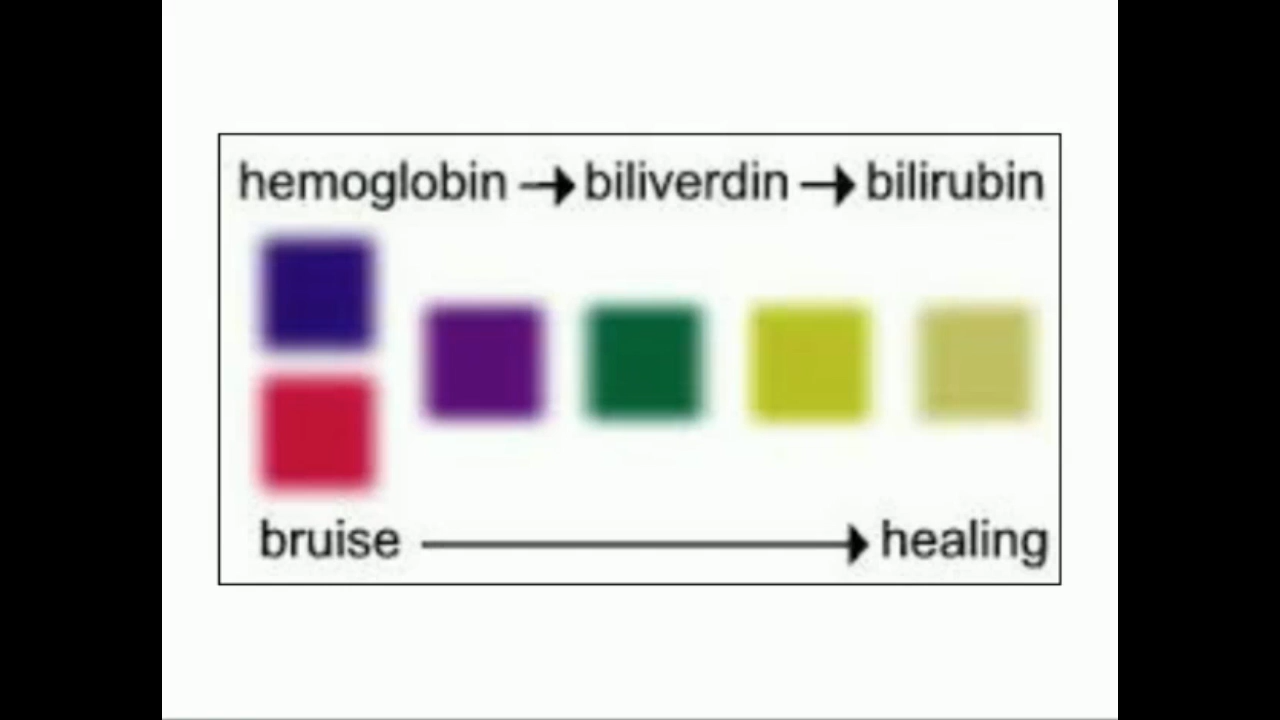 hemoglobin → biliverdin → bilirubin
bruise → healing